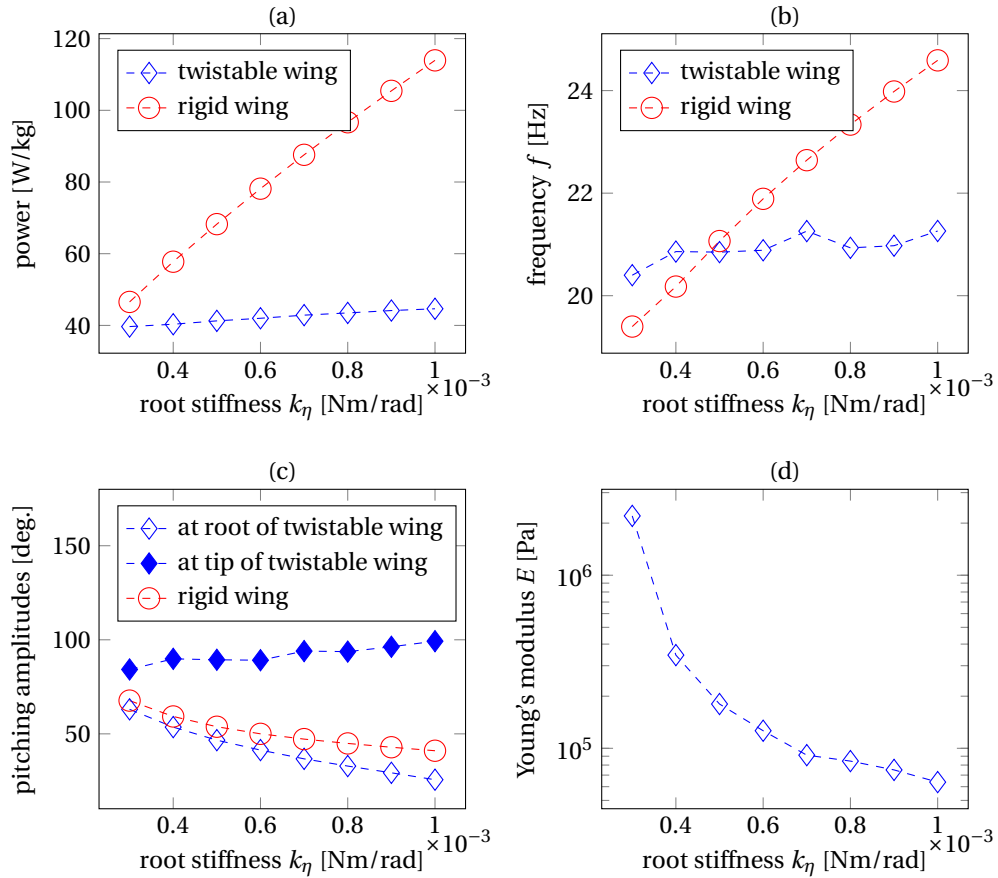 (a)
power [W/kg]
120
100
80
60
40
twistable wing
rigid wing
0.4
0.6
0.8
1
×10⁻³
root stiffness kη [Nm/rad]
(b)
frequency f [Hz]
24
22
20
twistable wing
rigid wing
0.4
0.6
0.8
1
×10⁻³
root stiffness kη [Nm/rad]
(c)
pitching amplitudes [deg.]
150
100
50
at root of twistable wing
at tip of twistable wing
rigid wing
0.4
0.6
0.8
1
×10⁻³
root stiffness kη [Nm/rad]
(d)
Young's modulus E [Pa]
10⁶
10⁵
0.4
0.6
0.8
1
×10⁻³
root stiffness kη [Nm/rad]